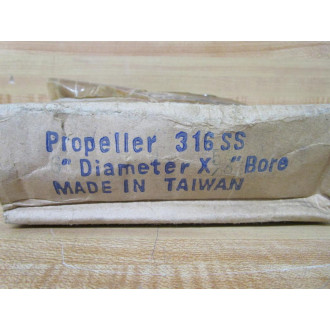 Propeller 316 SS
" Diameter X " Bore
MADE IN TAIWAN